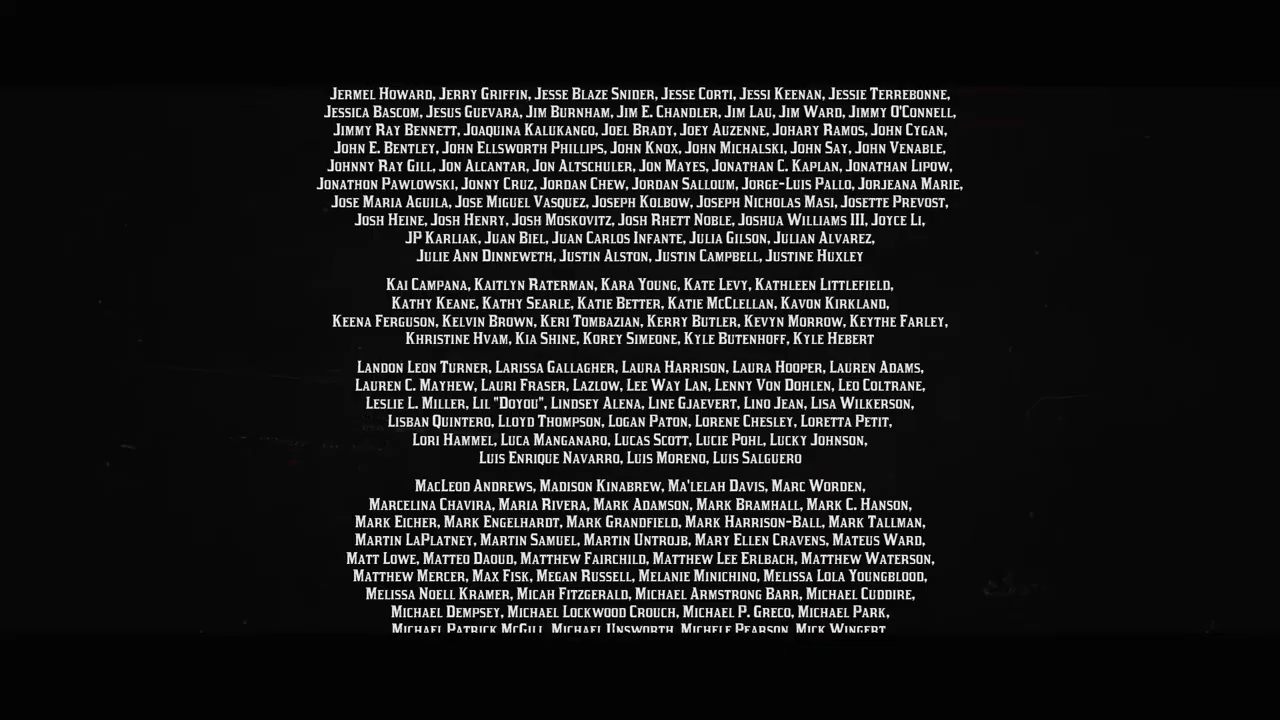 Jermel Howard, Jerry Griffin, Jesse Blaze Snider, Jesse Corti, Jessi Keenan, Jessie Terrebonne,
Jessica Bascom, Jesus Guevara, Jim Burnham, Jim E. Chandler, Jim Lau, Jim Ward, Jimmy O'Connell,
Jimmy Ray Bennett, Joaquina Kalukango, Joel Brady, Joey Auzenne, Johary Ramos, John Cygan,
John E. Bentley, John Ellsworth Phillips, John Knox, John Michalski, John Say, John Venable,
Johnny Ray Gill, Jon Alcantar, Jon Altschuler, Jon Mayes, Jonathan C. Kaplan, Jonathan Lipow,
Jonathon Pawlowski, Jonny Cruz, Jordan Chew, Jordan Salloum, Jorge-Luis Pallo, Jorjeana Marie,
Jose Maria Aguila, Jose Miguel Vasquez, Joseph Kolbow, Joseph Nicholas Masi, Josette Prevost,
Josh Heine, Josh Henry, Josh Moskovitz, Josh Rhett Noble, Joshua Williams III, Joyce Li,
JP Karliak, Juan Biel, Juan Carlos Infante, Julia Gilson, Julian Alvarez,
Julie Ann Dinneweth, Justin Alston, Justin Campbell, Justine Huxley
Kai Campana, Kaitlyn Raterman, Kara Young, Kate Levy, Kathleen Littlefield,
Kathy Keane, Kathy Searle, Katie Better, Katie McClellan, Kavon Kirkland,
Keena Ferguson, Kelvin Brown, Keri Tombazian, Kerry Butler, Kevyn Morrow, Keythe Farley,
Khristine Hvam, Kia Shine, Korey Simeone, Kyle Butenhoff, Kyle Hebert
Landon Leon Turner, Larissa Gallagher, Laura Harrison, Laura Hooper, Lauren Adams,
Lauren C. Mayhew, Lauri Fraser, Lazlow, Lee Way Lan, Lenny Von Dohlen, Leo Coltrane,
Leslie L. Miller, Lil "Doyou", Lindsey Alena, Line Gjaevert, Lino Jean, Lisa Wilkerson,
Lisban Quintero, Lloyd Thompson, Logan Paton, Lorene Chesley, Loretta Petit,
Lori Hammel, Luca Manganaro, Lucas Scott, Lucie Pohl, Lucky Johnson,
Luis Enrique Navarro, Luis Moreno, Luis Salguero
MacLeod Andrews, Madison Kinabrew, Ma'lelah Davis, Marc Worden,
Marcelina Chavira, Maria Rivera, Mark Adamson, Mark Bramhall, Mark C. Hanson,
Mark Eicher, Mark Engelhardt, Mark Grandfield, Mark Harrison-Ball, Mark Tallman,
Martin LaPlatney, Martin Samuel, Martin Untrojb, Mary Ellen Cravens, Mateus Ward,
Matt Lowe, Matteo Daoud, Matthew Fairchild, Matthew Lee Erlbach, Matthew Waterson,
Matthew Mercer, Max Fisk, Megan Russell, Melanie Minichino, Melissa Lola Youngblood,
Melissa Noell Kramer, Micah Fitzgerald, Michael Armstrong Barr, Michael Cuddire,
Michael Dempsey, Michael Lockwood Crouch, Michael P. Greco, Michael Park,
Michael Patrick McGill, Michael Unsworth, Michele Pearson, Mick Wingert